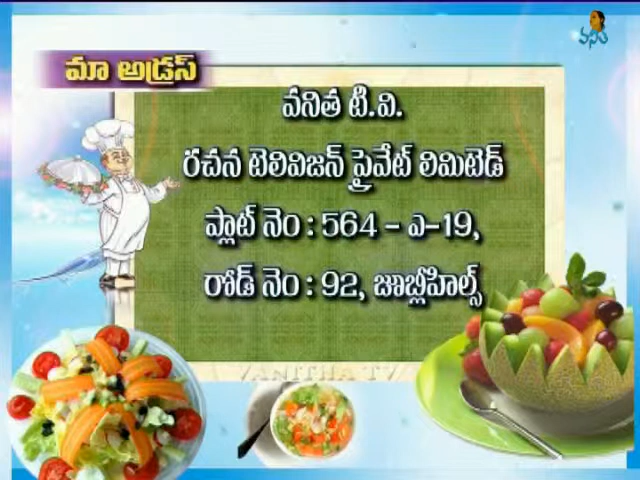 వనిత
మా అడ్రస్
వనిత టి.వి.
రచన టెలివిజన్ ప్రైవేట్ లిమిటెడ్
ప్లాట్ నెం : 564 - ఎ-19,
రోడ్ నెం : 92, జూబ్లీహిల్స్
VANITHA TV